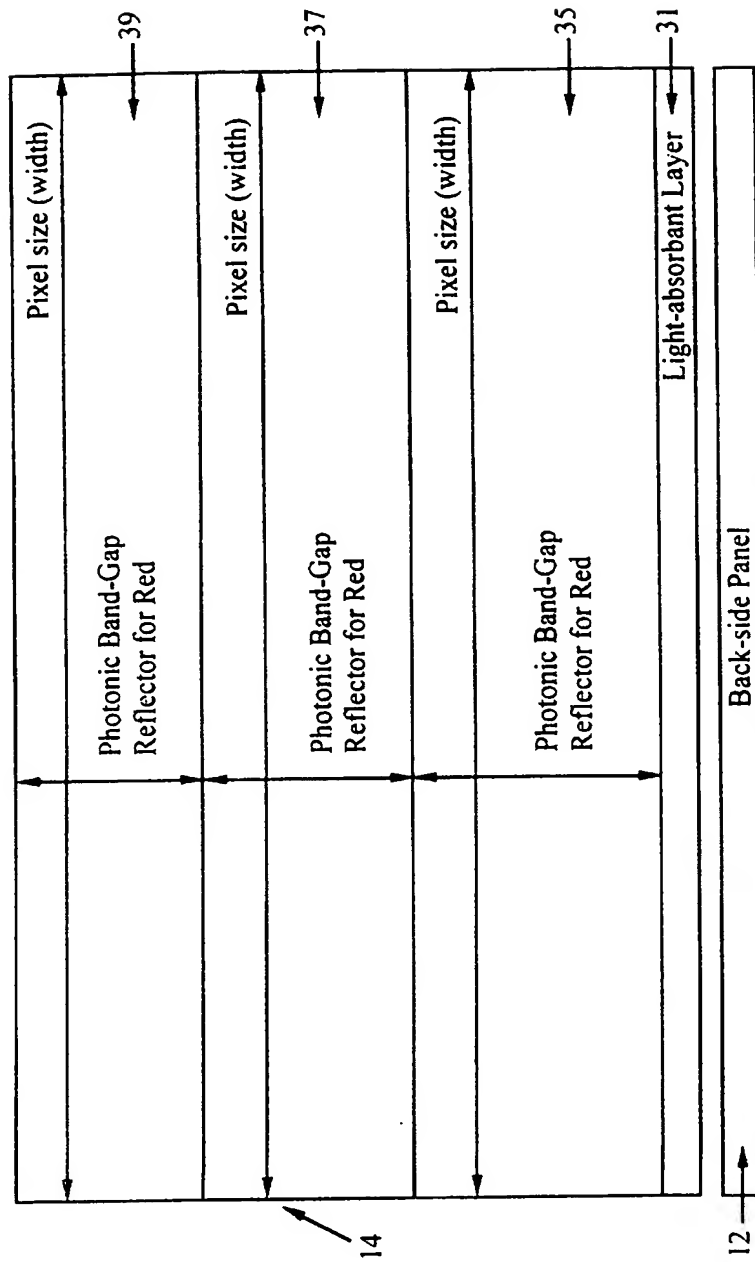 Pixel size (width)
39
Photonic Band-Gap
Reflector for Red
Pixel size (width)
37
Photonic Band-Gap
Reflector for Red
14
Pixel size (width)
35
Photonic Band-Gap
Reflector for Red
Light-absorbant Layer
31
12
Back-side Panel